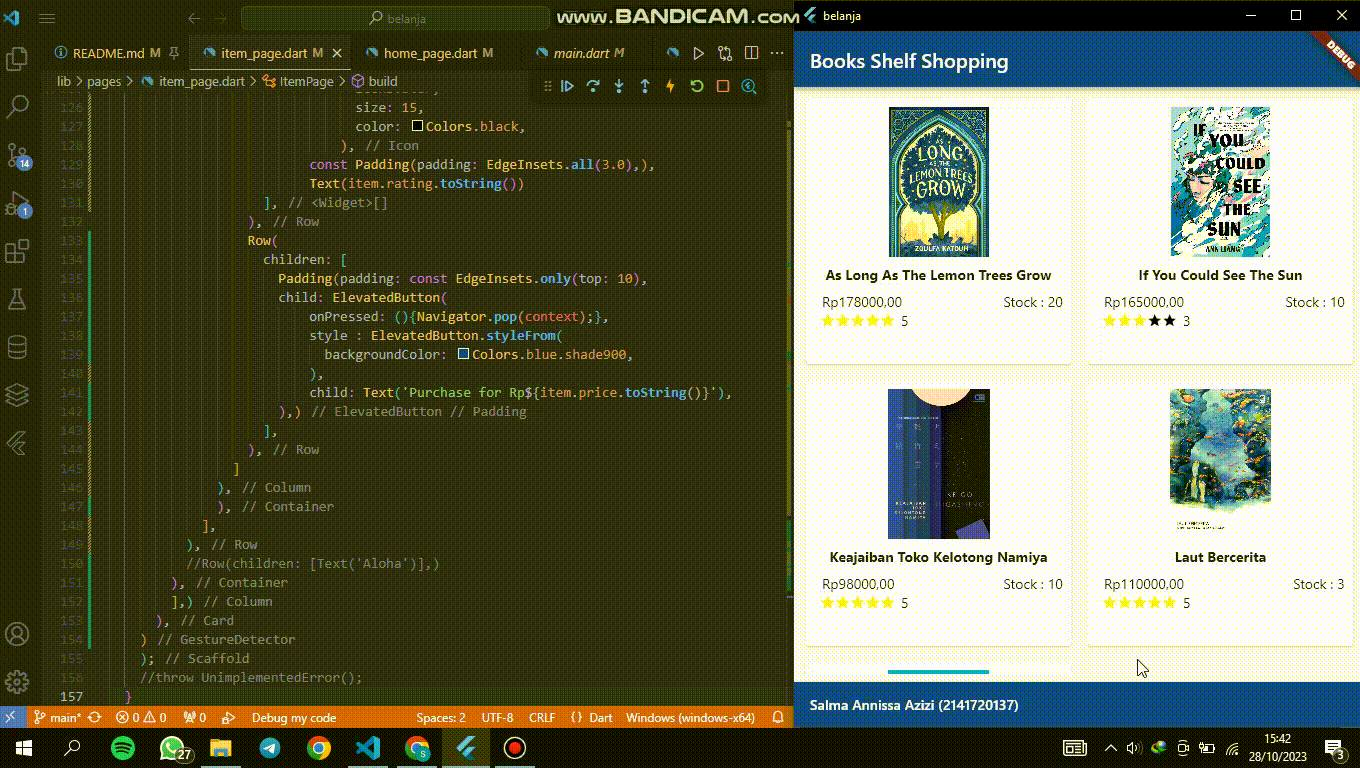 belanja
www.BANDICAM.com
belanja
README.md M
item_page.dart M
home_page.dart M
main.dart M
lib > pages > item_page.dart > ItemPage > build
126
size: 15,
127
color: Colors.black,
128
), // Icon
129
const Padding(padding: EdgeInsets.all(3.0),),
130
Text(item.rating.toString())
131
], // <Widget>[]
132
), // Row
133
Row(
134
children: [
135
Padding(padding: const EdgeInsets.only(top: 10),
136
child: ElevatedButton(
137
onPressed: (){Navigator.pop(context);},
138
style : ElevatedButton.styleFrom(
139
backgroundColor: Colors.blue.shade900,
140
),
141
child: Text('Purchase for Rp${item.price.toString()}'),
142
),) // ElevatedButton // Padding
143
],
144
), // Row
145
]
146
), // Column
147
), // Container
148
],
149
), // Row
150
//Row(children: [Text('Aloha')],)
151
), // Container
152
],) // Column
153
), // Card
154
) // GestureDetector
155
); // Scaffold
156
//throw UnimplementedError();
157
}
14
1
main*
0 0
0
Debug my code
Spaces: 2
UTF-8
CRLF
{} Dart
Windows (windows-x64)
Books Shelf Shopping
DEBUG
AS LONG AS THE LEMON TREES GROW
ZOULFA KATOUH
IF YOU COULD SEE THE SUN
ANN LIANG
As Long As The Lemon Trees Grow
Rp178000,00
Stock : 20
5
If You Could See The Sun
Rp165000,00
Stock : 10
3
Keajaiban Toko Kelotong Namiya
Rp98000,00
Stock : 10
5
Laut Bercerita
Rp110000,00
Stock : 3
5
Salma Annissa Azizi (2141720137)
27
S
15:42
28/10/2023
3